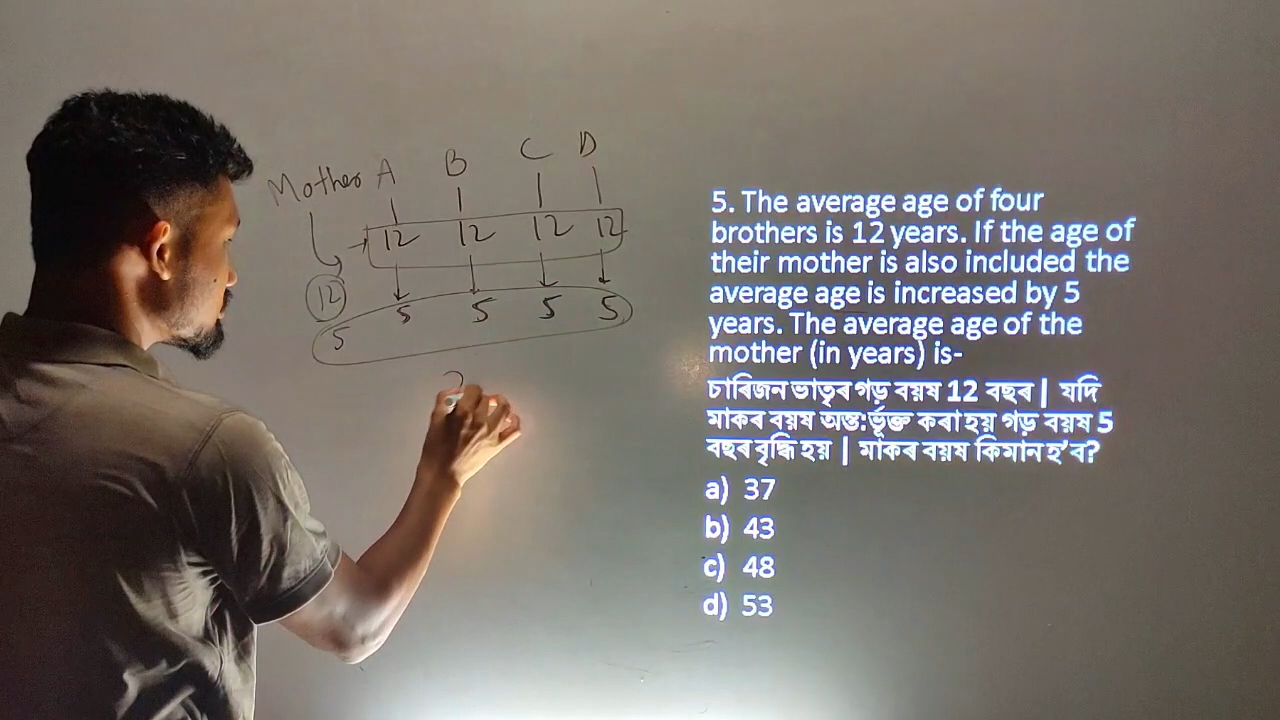 Mother A B C D
12 12 12 12
12
5 5 5 5 5
5. The average age of four
brothers is 12 years. If the age of
their mother is also included the
average age is increased by 5
years. The average age of the
mother (in years) is-
চাৰিজন ভাতৃৰ গড় বয়ষ 12 বছৰ | যদি
মাকৰ বয়ষ অন্ত:ৰ্ভূক্ত কৰা হয় গড় বয়ষ 5
বছৰ বৃদ্ধি হয় | মাকৰ বয়ষ কিমান হ'ব?
a) 37
b) 43
c) 48
d) 53